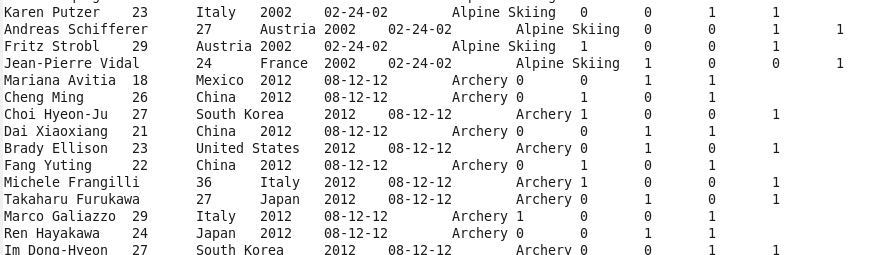 Karen Putzer 23 Italy 2002 02-24-02 Alpine Skiing 0 0 1 1
Andreas Schifferer 27 Austria 2002 02-24-02 Alpine Skiing 0 0 1 1
Fritz Strobl 29 Austria 2002 02-24-02 Alpine Skiing 1 0 0 1
Jean-Pierre Vidal 24 France 2002 02-24-02 Alpine Skiing 1 0 0 1
Mariana Avitia 18 Mexico 2012 08-12-12 Archery 0 0 1 1
Cheng Ming 26 China 2012 08-12-12 Archery 0 1 0 1
Choi Hyeon-Ju 27 South Korea 2012 08-12-12 Archery 1 0 0 1
Dai Xiaoxiang 21 China 2012 08-12-12 Archery 0 0 1 1
Brady Ellison 23 United States 2012 08-12-12 Archery 0 1 0 1
Fang Yuting 22 China 2012 08-12-12 Archery 0 1 0 1
Michele Frangilli 36 Italy 2012 08-12-12 Archery 1 0 0 1
Takaharu Furukawa 27 Japan 2012 08-12-12 Archery 0 1 0 1
Marco Galiazzo 29 Italy 2012 08-12-12 Archery 1 0 0 1
Ren Hayakawa 24 Japan 2012 08-12-12 Archery 0 0 1 1
Im Dong-Hyeon 27 South Korea 2012 08-12-12 Archery 0 0 1 1